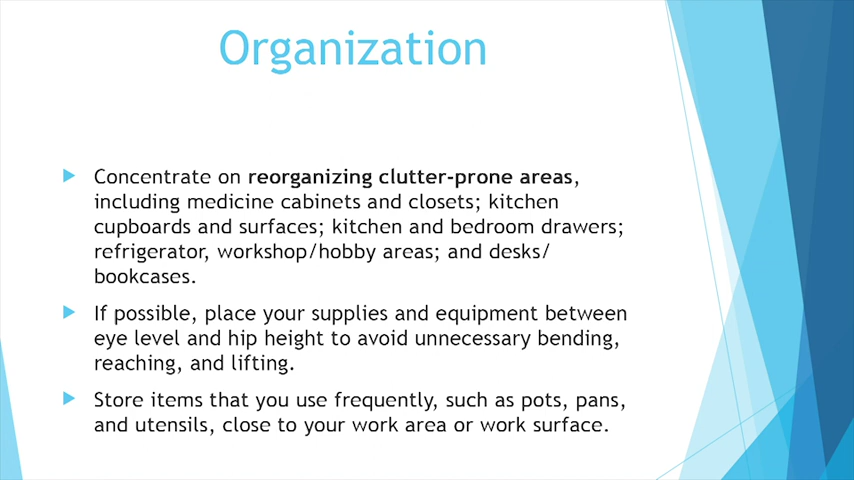 Organization
Concentrate on reorganizing clutter-prone areas,
including medicine cabinets and closets; kitchen
cupboards and surfaces; kitchen and bedroom drawers;
refrigerator, workshop/hobby areas; and desks/
bookcases.
If possible, place your supplies and equipment between
eye level and hip height to avoid unnecessary bending,
reaching, and lifting.
Store items that you use frequently, such as pots, pans,
and utensils, close to your work area or work surface.